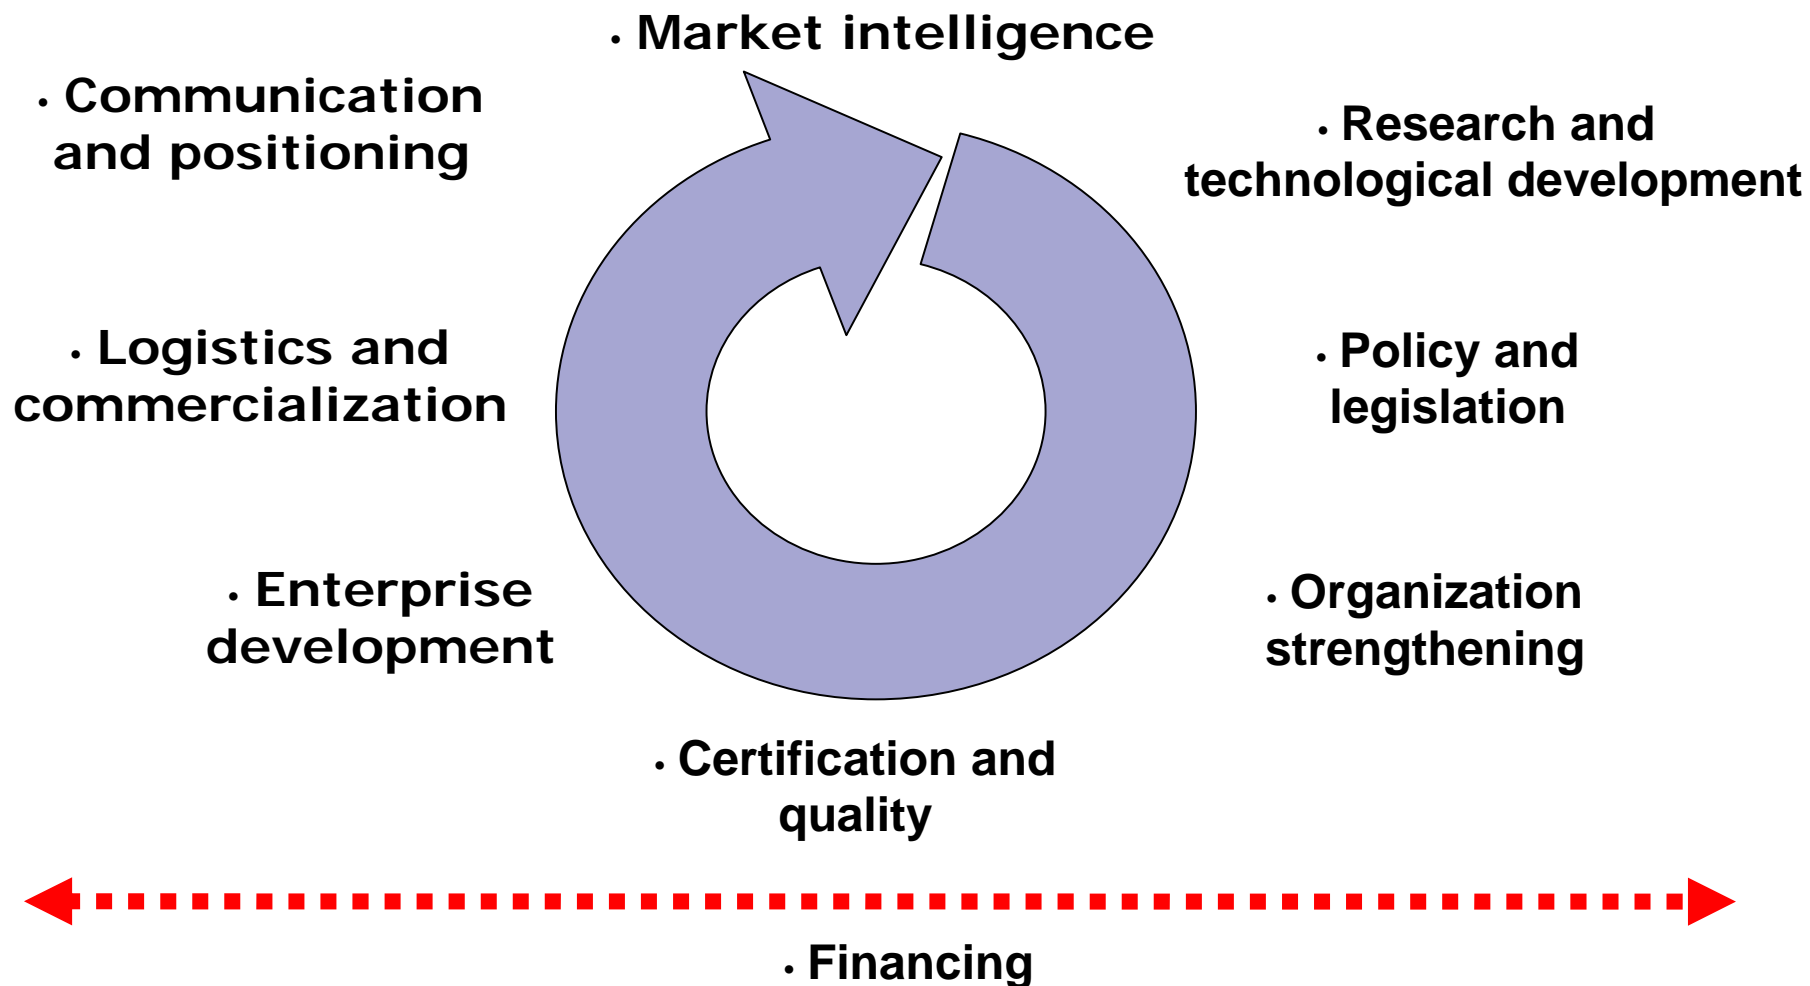 · Market intelligence
· Communication
and positioning
· Research and
technological development
· Logistics and
commercialization
· Policy and
legislation
· Enterprise
development
· Organization
strengthening
· Certification and
quality
· Financing